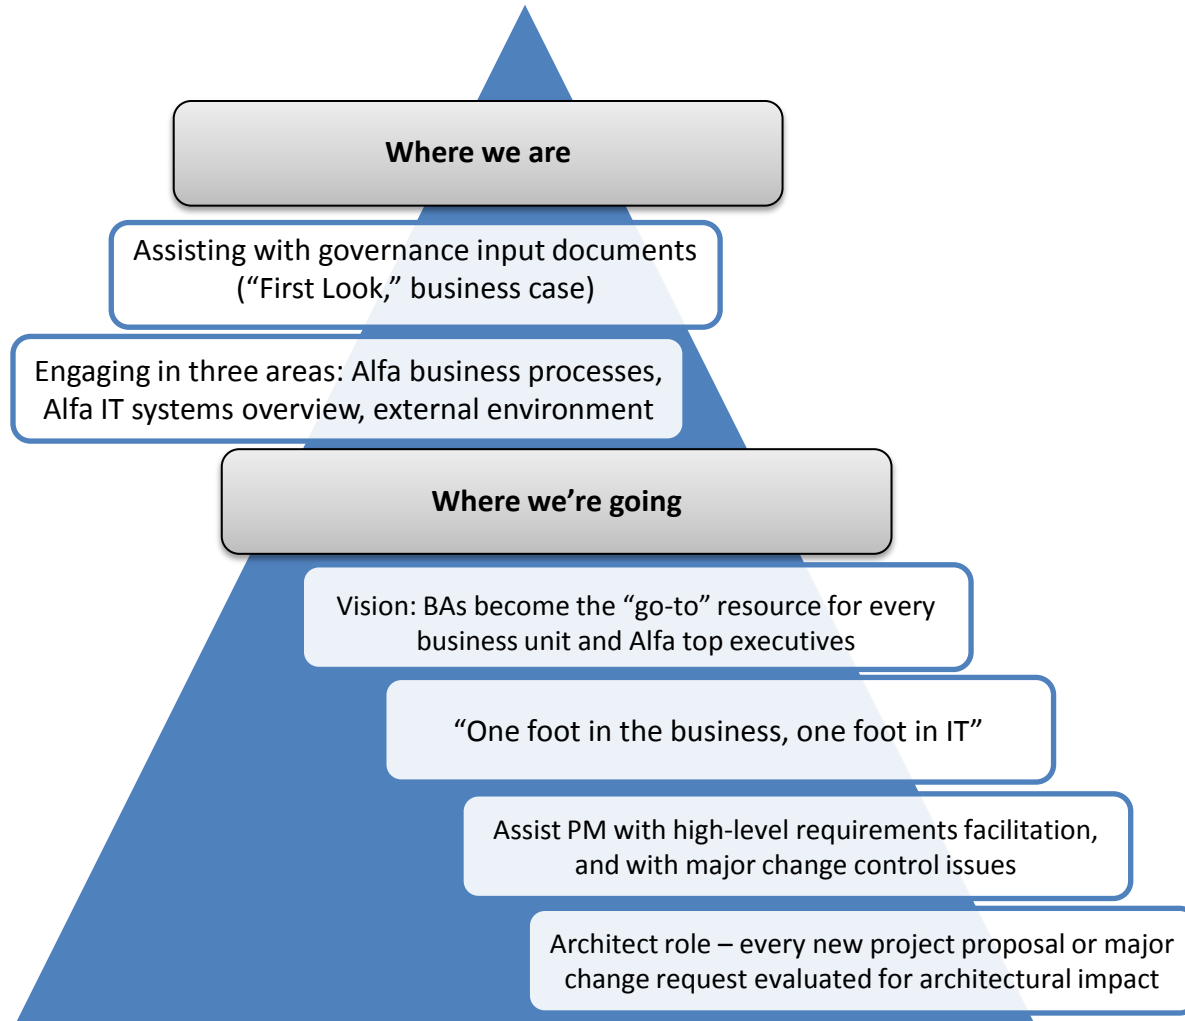 Where we are
Assisting with governance input documents
(“First Look,” business case)
Engaging in three areas: Alfa business processes,
Alfa IT systems overview, external environment
Where we’re going
Vision: BAs become the “go-to” resource for every
business unit and Alfa top executives
“One foot in the business, one foot in IT”
Assist PM with high-level requirements facilitation,
and with major change control issues
Architect role – every new project proposal or major
change request evaluated for architectural impact